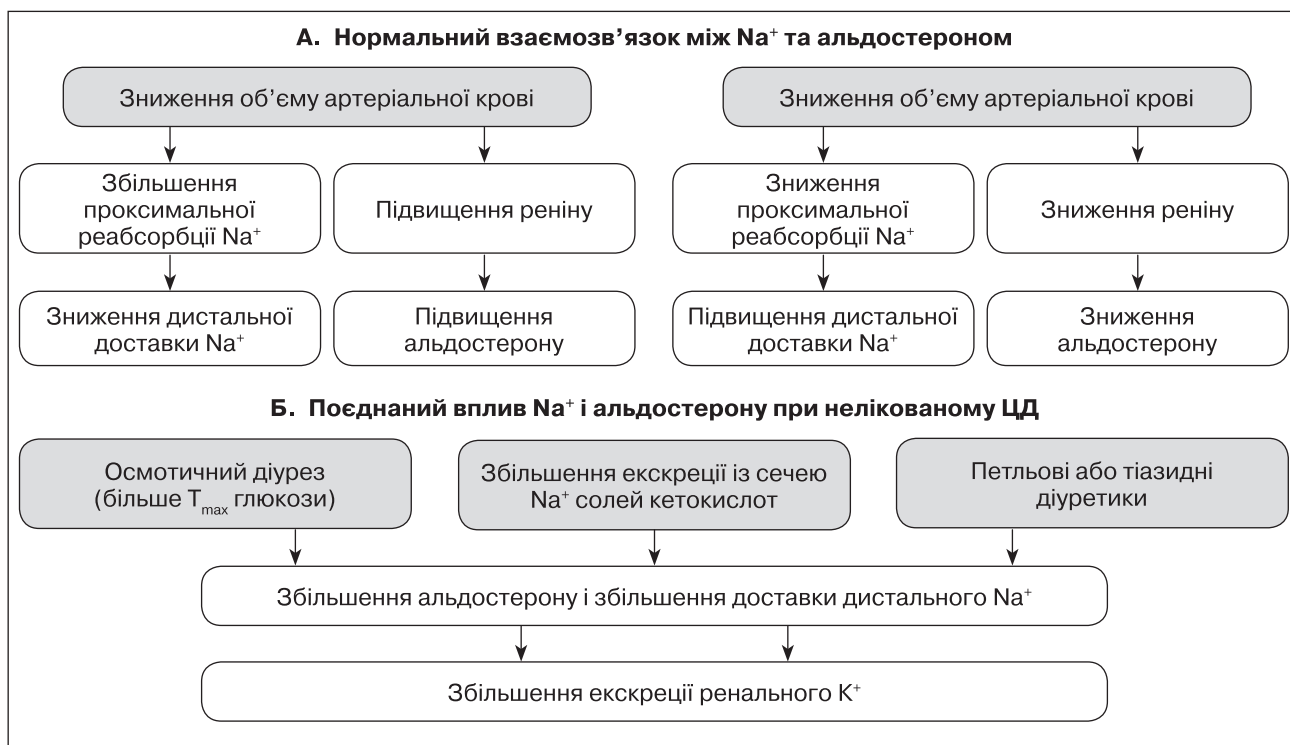 А. Нормальний взаємозв’язок між Na⁺ та альдостероном
Зниження об’єму артеріальної крові
Збільшення
проксимальної
реабсорбції Na⁺
Підвищення реніну
Зниження дистальної
доставки Na⁺
Підвищення
альдостерону
Зниження об’єму артеріальної крові
Зниження
проксимальної
реабсорбції Na⁺
Зниження реніну
Підвищення дистальної
доставки Na⁺
Зниження
альдостерону
Б. Поєднаний вплив Na⁺ і альдостерону при нелікованому ЦД
Осмотичний діурез
(більше Tmax глюкози)
Збільшення екскреції із сечею
Na⁺ солей кетокислот
Петльові або тіазидні
діуретики
Збільшення альдостерону і збільшення доставки дистального Na⁺
Збільшення екскреції ренального K⁺